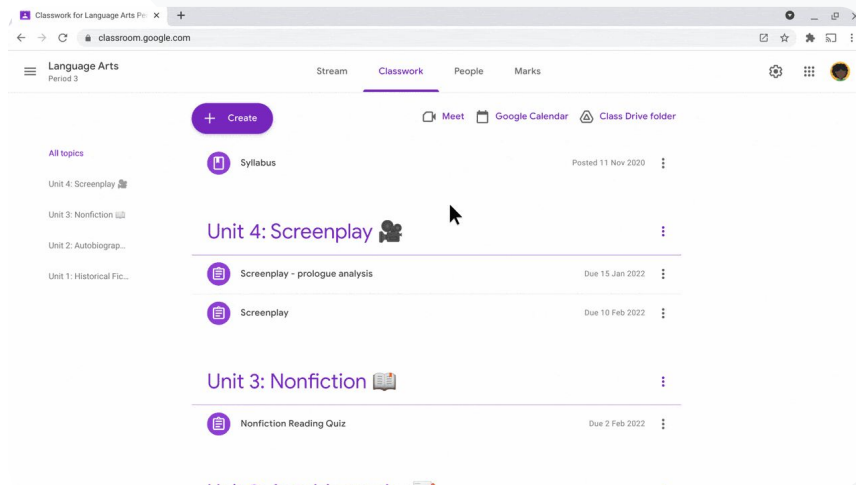 Classwork for Language Arts Pe
classroom.google.com
Language Arts
Period 3
Stream Classwork People Marks
Create
Meet Google Calendar Class Drive folder
All topics
Unit 4: Screenplay 🎥
Unit 3: Nonfiction 📖
Unit 2: Autobiograp...
Unit 1: Historical Fic...
Syllabus Posted 11 Nov 2020
Unit 4: Screenplay 🎥
Screenplay - prologue analysis Due 15 Jan 2022
Screenplay Due 10 Feb 2022
Unit 3: Nonfiction 📖
Nonfiction Reading Quiz Due 2 Feb 2022